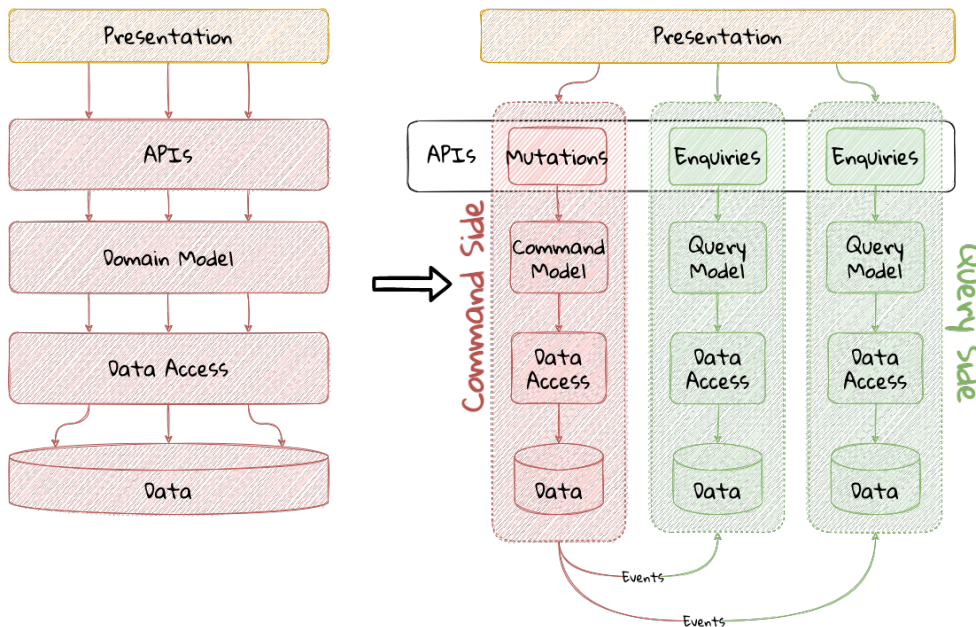 Presentation
APIs
Domain Model
Data Access
Data
Presentation
APIs
Mutations
Enquiries
Enquiries
Command Side
Command
Model
Query
Model
Query
Model
Query Side
Data
Access
Data
Access
Data
Access
Data
Data
Data
Events
Events